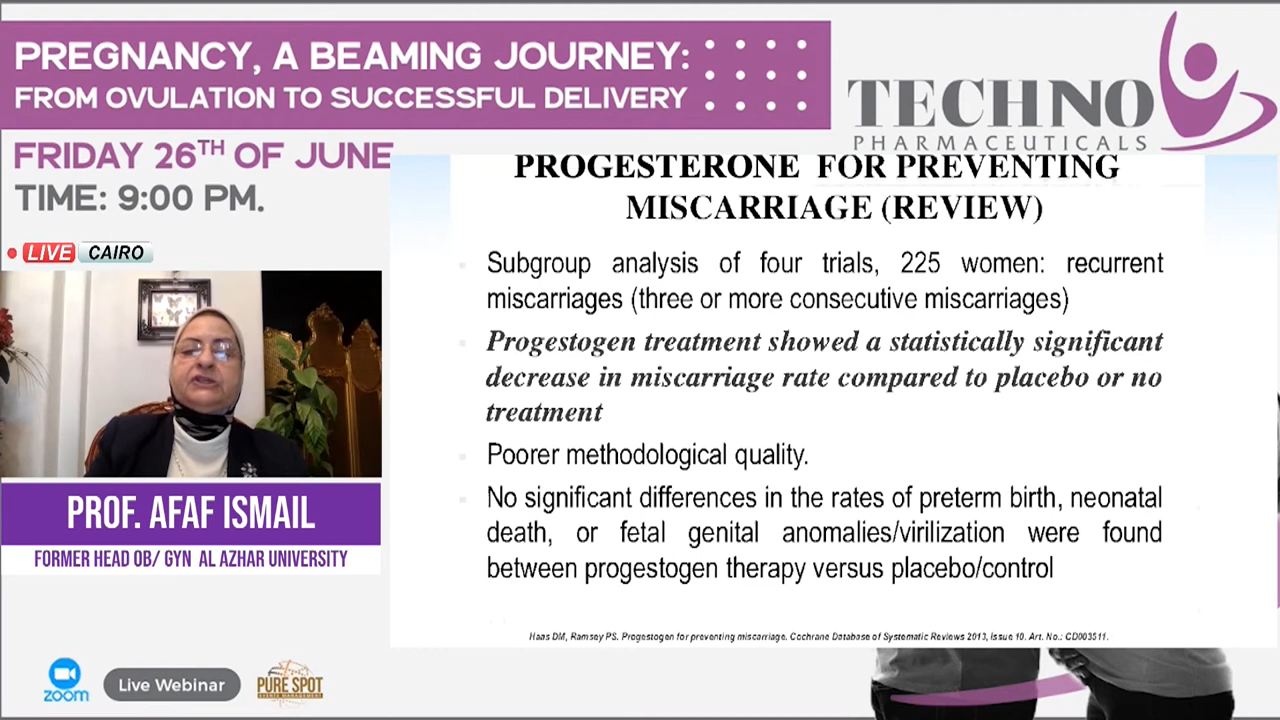 PREGNANCY, A BEAMING JOURNEY:
FROM OVULATION TO SUCCESSFUL DELIVERY
TECHNO
PHARMACEUTICALS
FRIDAY 26TH OF JUNE
TIME: 9:00 PM.
LIVE CAIRO
PROF. AFAF ISMAIL
FORMER HEAD OB/ GYN AL AZHAR UNIVERSITY
PROGESTERONE FOR PREVENTING
MISCARRIAGE (REVIEW)
Subgroup analysis of four trials, 225 women: recurrent
miscarriages (three or more consecutive miscarriages)
Progestogen treatment showed a statistically significant
decrease in miscarriage rate compared to placebo or no
treatment
Poorer methodological quality.
No significant differences in the rates of preterm birth, neonatal
death, or fetal genital anomalies/virilization were found
between progestogen therapy versus placebo/control
Haas DM, Ramsey PS. Progestogen for preventing miscarriage. Cochrane Database of Systematic Reviews 2013, Issue 10. Art. No.: CD003511.
zoom
Live Webinar
PURE SPOT
EVENTS MANAGEMENT